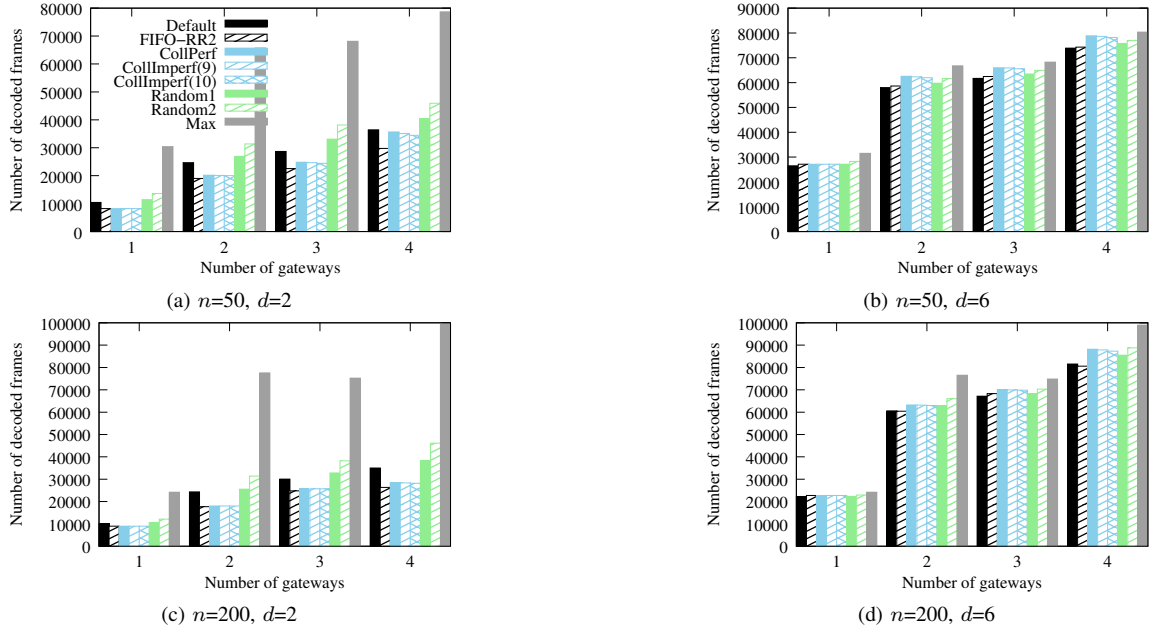 Number of decoded frames
80000
70000
60000
50000
40000
30000
20000
10000
0
Default
FIFO−RR2
CollPerf
CollImperf(9)
CollImperf(10)
Random1
Random2
Max
1 2 3 4
Number of gateways
(a) n=50, d=2
Number of decoded frames
90000
80000
70000
60000
50000
40000
30000
20000
10000
0
1 2 3 4
Number of gateways
(b) n=50, d=6
Number of decoded frames
100000
90000
80000
70000
60000
50000
40000
30000
20000
10000
0
1 2 3 4
Number of gateways
(c) n=200, d=2
Number of decoded frames
100000
90000
80000
70000
60000
50000
40000
30000
20000
10000
0
1 2 3 4
Number of gateways
(d) n=200, d=6